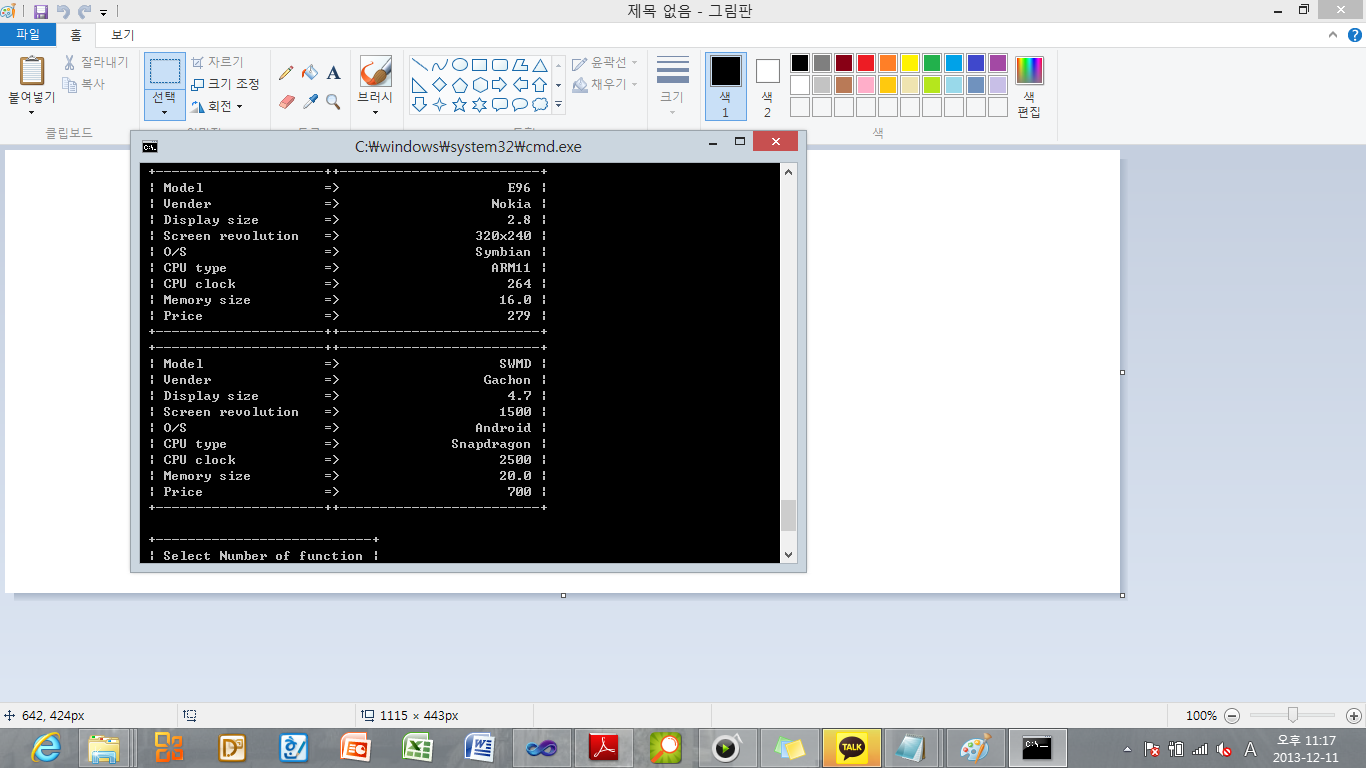 제목 없음 - 그림판
파일 홈 보기
붙여넣기
잘라내기
복사
클립보드
선택
자르기
크기 조정
회전
A
브러시
윤곽선
채우기
크기
색
1
색
2
색
편집
색
C:₩windows₩system32₩cmd.exe
| Model => E96 |
| Vender => Nokia |
| Display size => 2.8 |
| Screen revolution => 320x240 |
| O/S => Symbian |
| CPU type => ARM11 |
| CPU clock => 264 |
| Memory size => 16.0 |
| Price => 279 |
| Model => SWMD |
| Vender => Gachon |
| Display size => 4.7 |
| Screen revolution => 1500 |
| O/S => Android |
| CPU type => Snapdragon |
| CPU clock => 2500 |
| Memory size => 20.0 |
| Price => 700 |
| Select Number of function |
642, 424px
1115 × 443px
100%
TALK
A
오후 11:17
2013-12-11